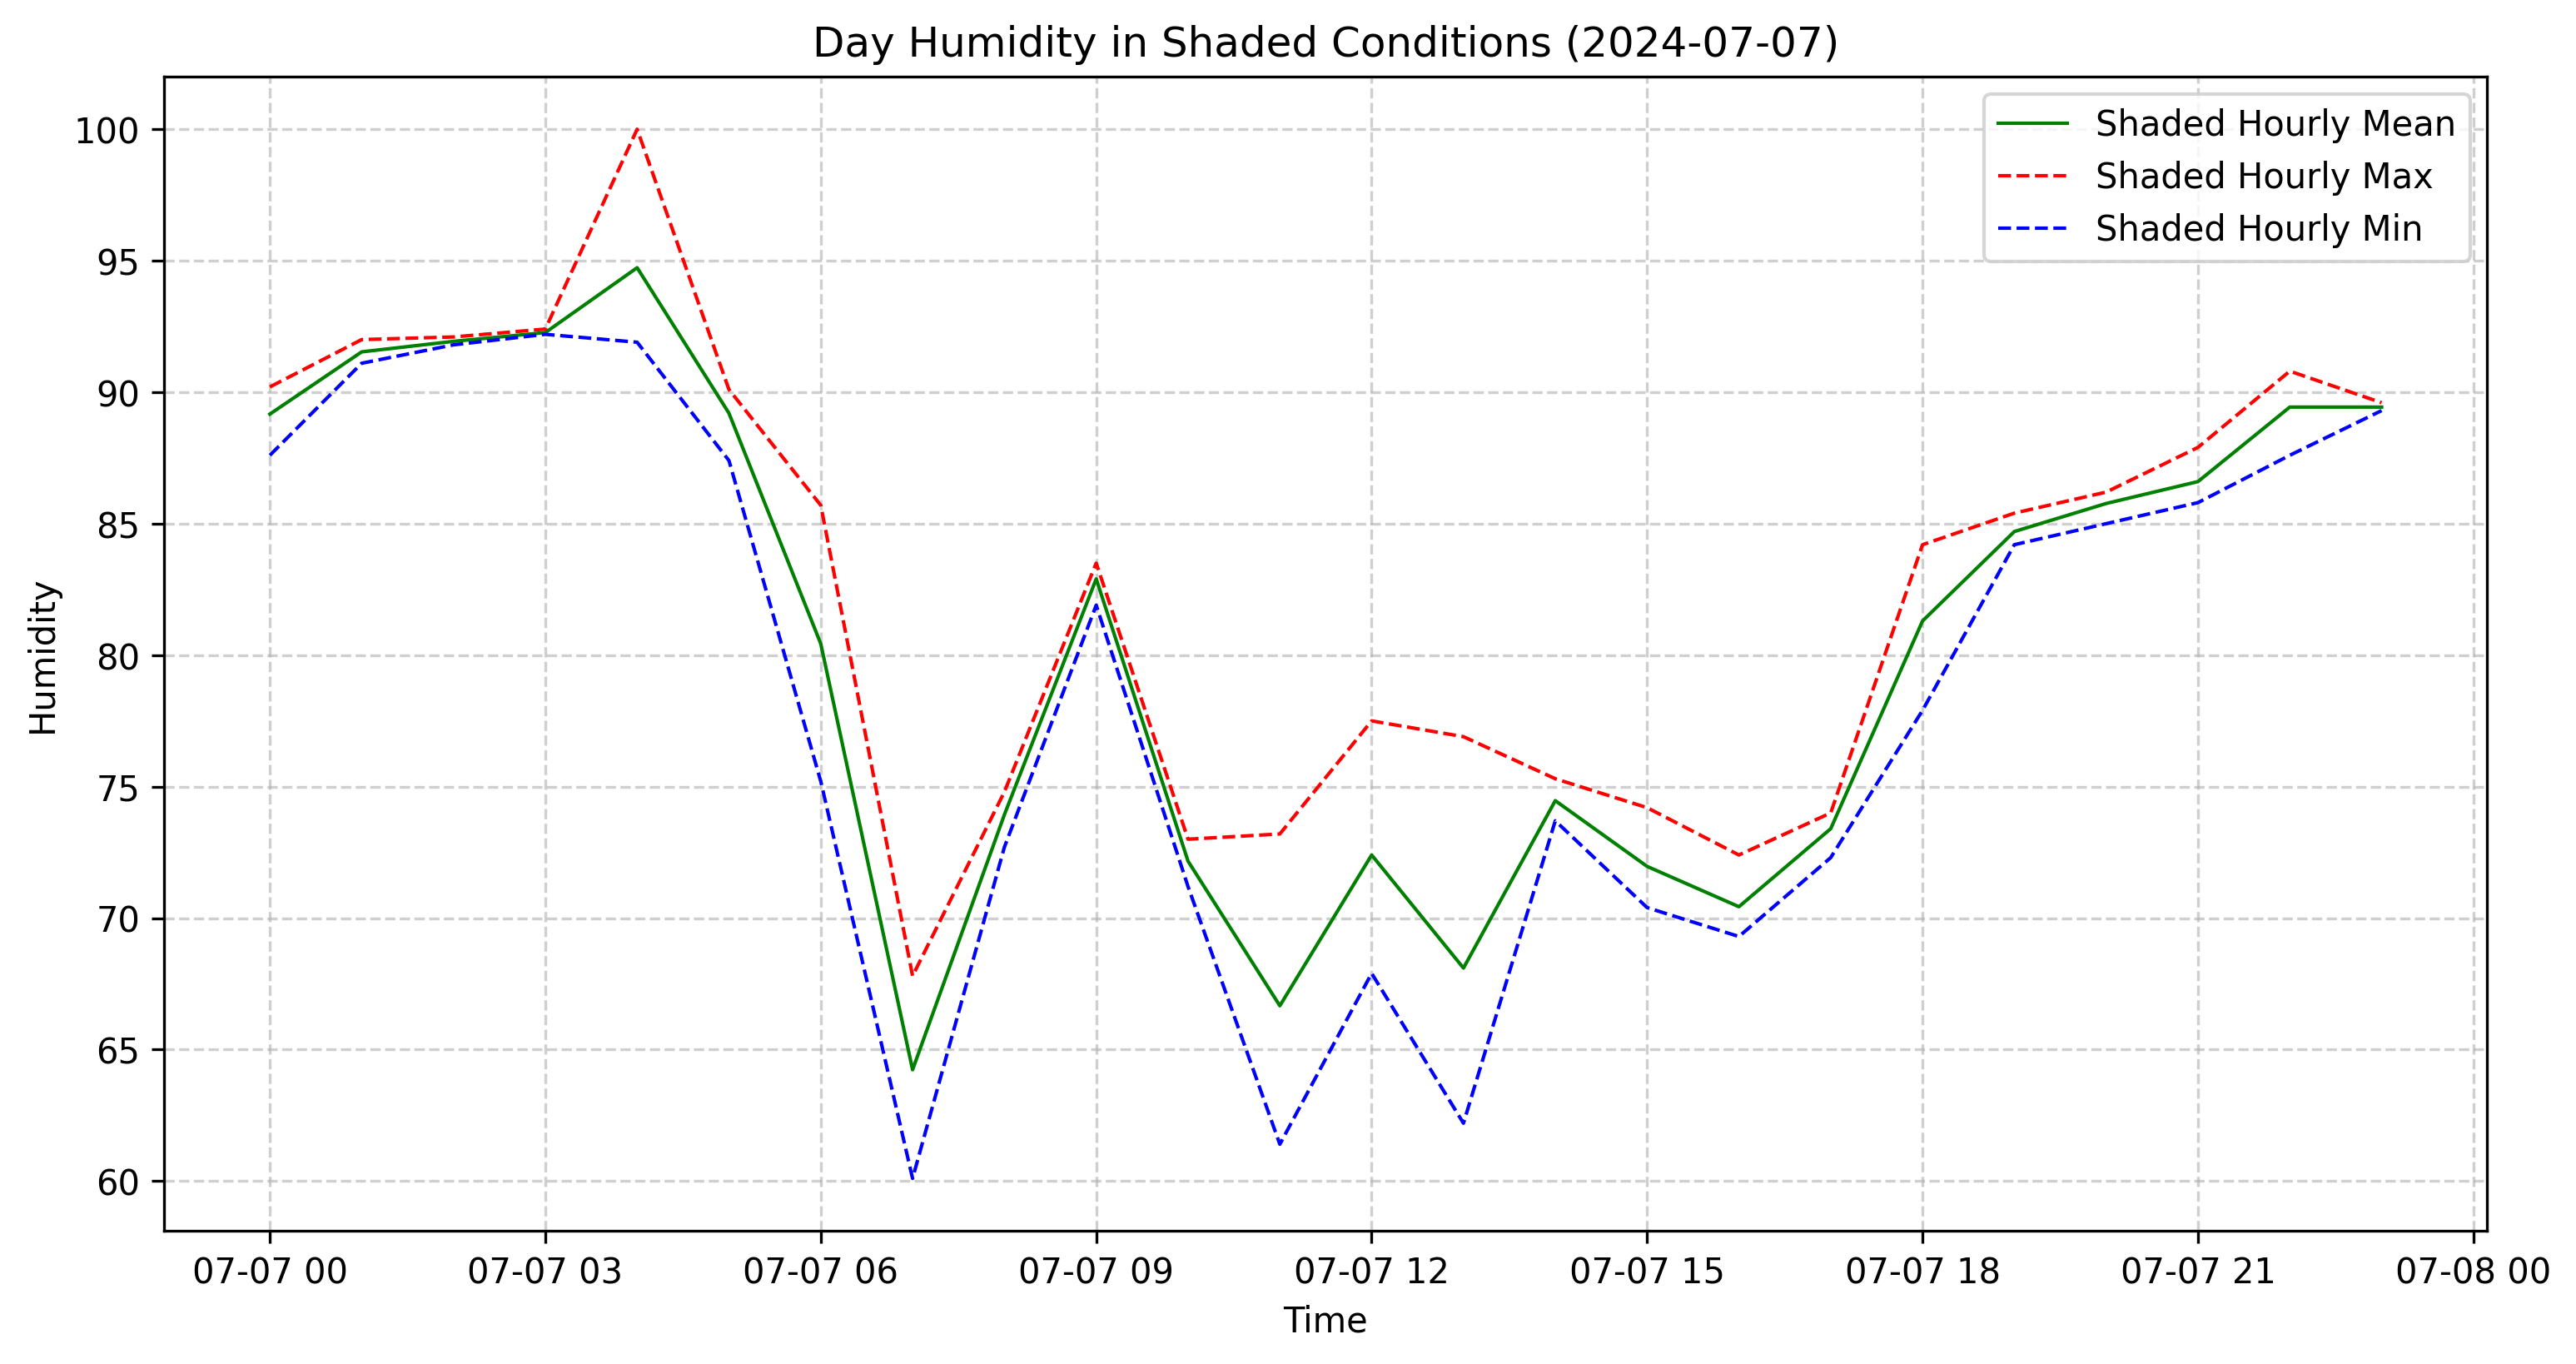 Day Humidity in Shaded Conditions (2024-07-07)
Shaded Hourly Mean
Shaded Hourly Max
Shaded Hourly Min
Humidity
100
95
90
85
80
75
70
65
60
07-07 00 07-07 03 07-07 06 07-07 09 07-07 12 07-07 15 07-07 18 07-07 21 07-08 00
Time